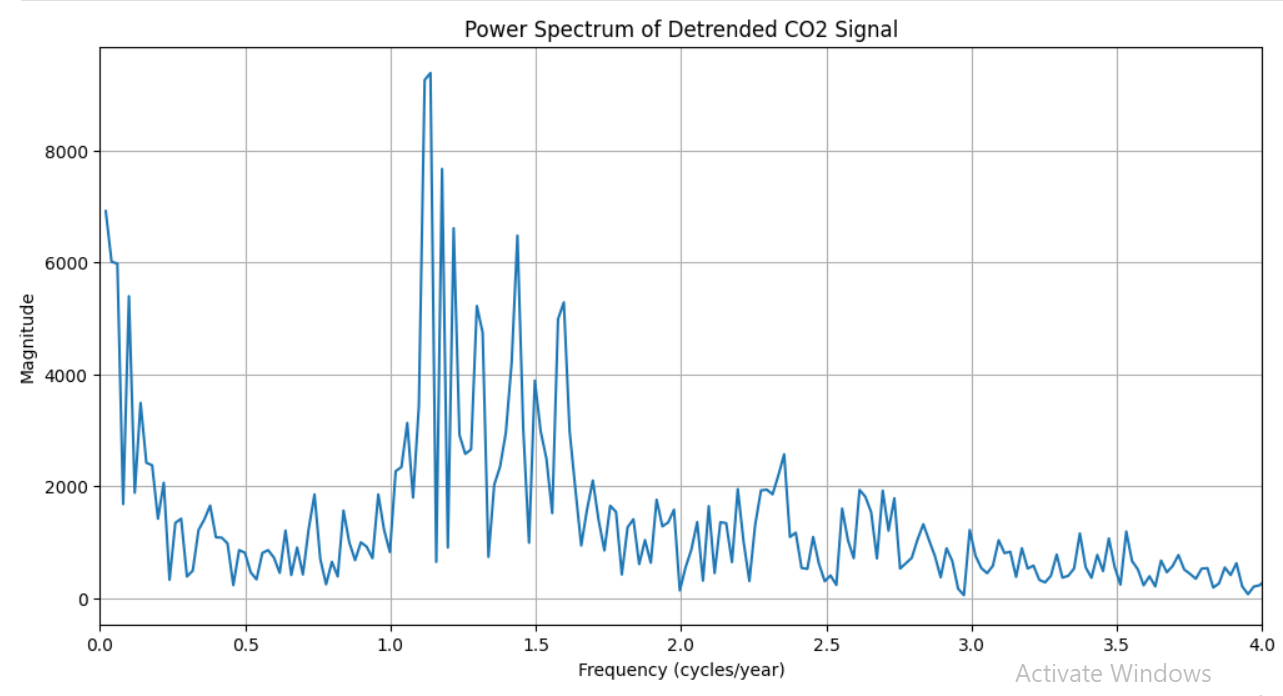 Power Spectrum of Detrended CO2 Signal
8000
6000
4000
2000
0
Magnitude
0.0 0.5 1.0 1.5 2.0 2.5 3.0 3.5 4.0
Frequency (cycles/year)
Activate Windows